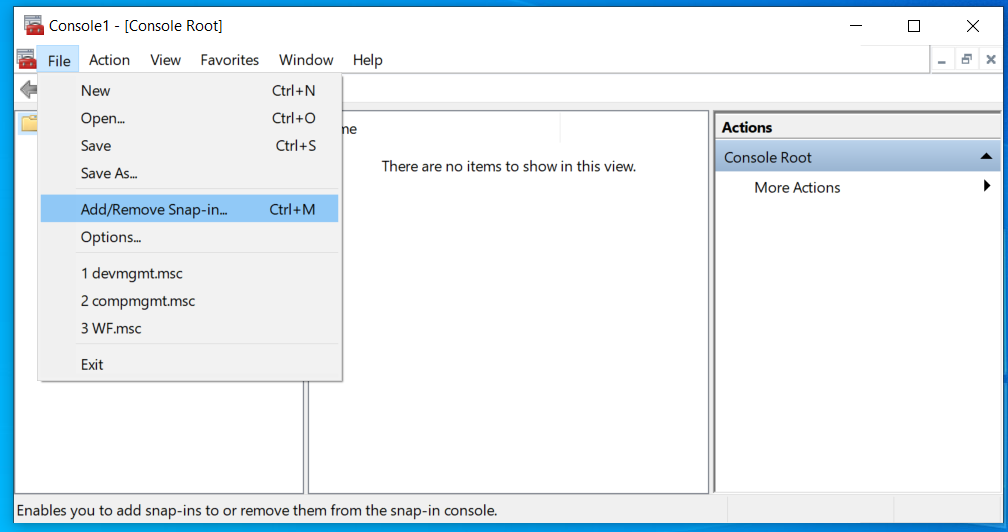 Console1 - [Console Root]
File Action View Favorites Window Help
New Ctrl+N
Open... Ctrl+O
Save Ctrl+S
Save As...
Add/Remove Snap-in... Ctrl+M
Options...
1 devmgmt.msc
2 compmgmt.msc
3 WF.msc
Exit
me
There are no items to show in this view.
Actions
Console Root
More Actions
Enables you to add snap-ins to or remove them from the snap-in console.